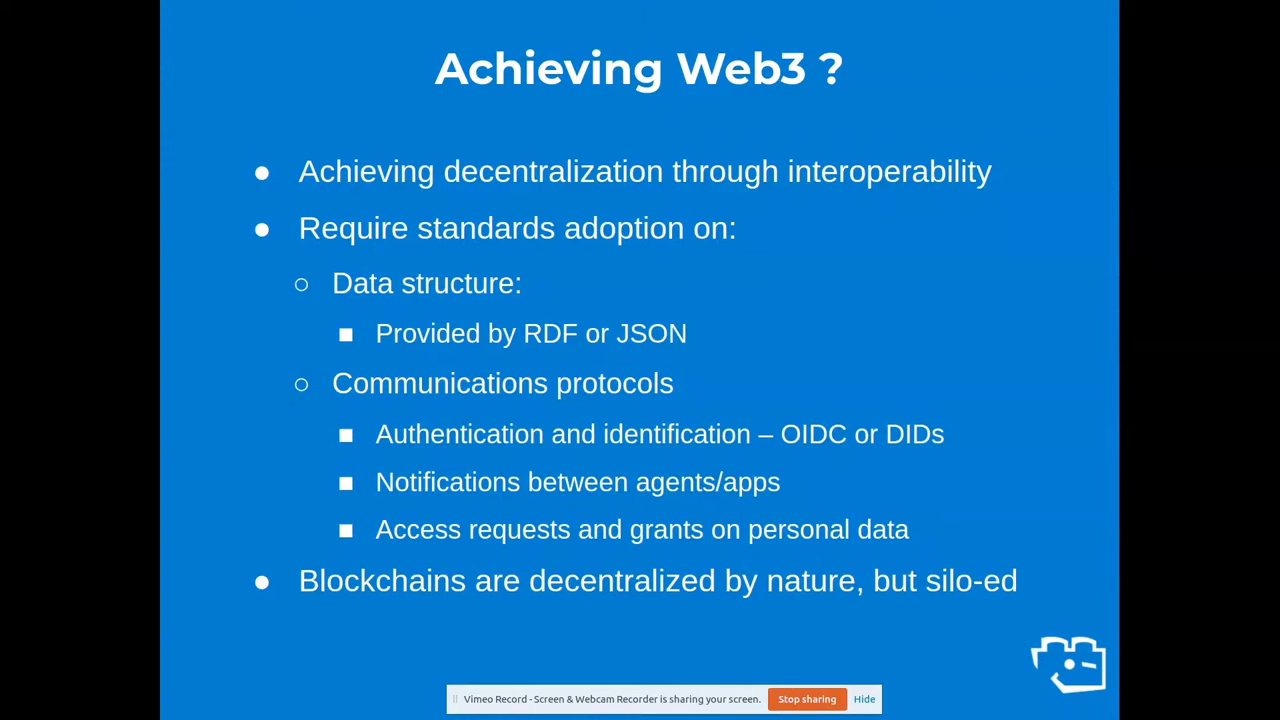 Achieving Web3 ?
● Achieving decentralization through interoperability
● Require standards adoption on:
○ Data structure:
■ Provided by RDF or JSON
○ Communications protocols
■ Authentication and identification – OIDC or DIDs
■ Notifications between agents/apps
■ Access requests and grants on personal data
● Blockchains are decentralized by nature, but silo-ed
Vimeo Record - Screen & Webcam Recorder is sharing your screen. Stop sharing Hide